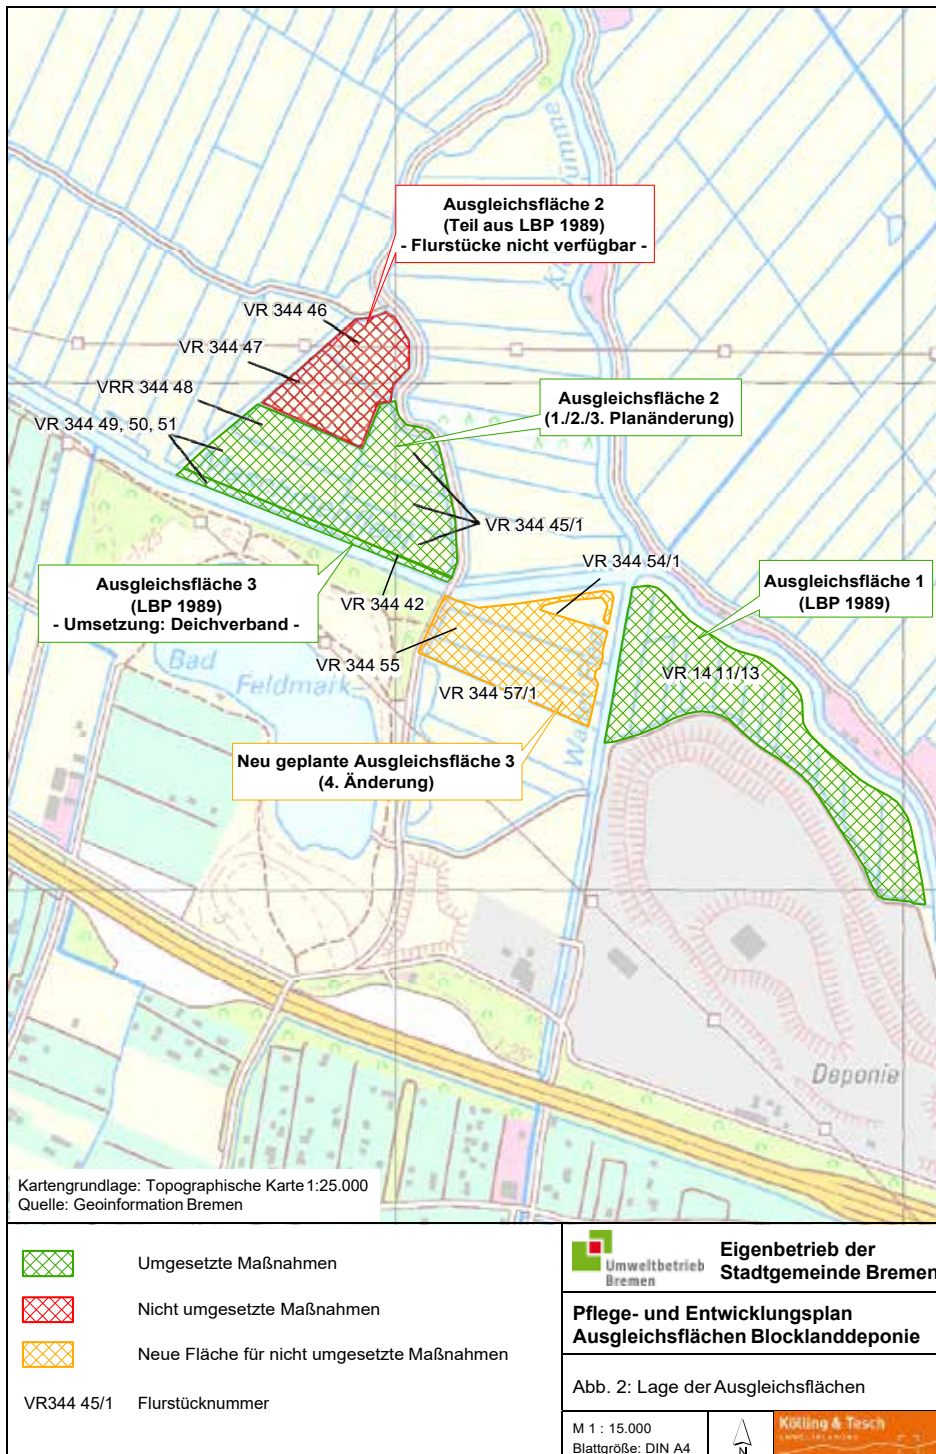 Kleine Wumme
Ausgleichsfläche 2
(Teil aus LBP 1989)
- Flurstücke nicht verfügbar -
VR 344 46
VR 344 47
VRR 344 48
VR 344 49, 50, 51
Ausgleichsfläche 2
(1./2./3. Planänderung)
VR 344 45/1
VR 344 54/1
Ausgleichsfläche 3
(LBP 1989)
- Umsetzung: Deichverband -
VR 344 42
Ausgleichsfläche 1
(LBP 1989)
VR 344 55
VR 14 11/13
Bad
Feldmark-
VR 344 57/1
Neu geplante Ausgleichsfläche 3
(4. Änderung)
Deponie
Kartengrundlage: Topographische Karte 1:25.000
Quelle: Geoinformation Bremen
Umgesetzte Maßnahmen
Nicht umgesetzte Maßnahmen
Neue Fläche für nicht umgesetzte Maßnahmen
VR344 45/1 Flurstücknummer
Umweltbetrieb
Bremen
Eigenbetrieb der
Stadtgemeinde Bremen
Pflege- und Entwicklungsplan
Ausgleichsflächen Blocklanddeponie
Abb. 2: Lage der Ausgleichsflächen
M 1 : 15.000
Blattgröße: DIN A4
N
Kölling & Tesch